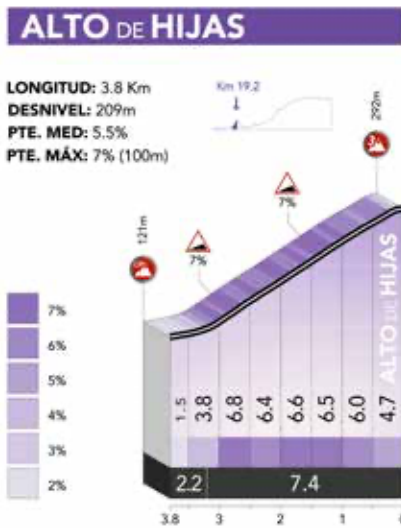 ALTO DE HIJAS
LONGITUD: 3.8 Km
DESNIVEL: 209m
PTE. MED: 5.5%
PTE. MÁX: 7% (100m)
Km 19,2
292m
7%
121m
7%
7%
6%
5%
4%
3%
2%
ALTO DE HIJAS
1.5 3.8 6.8 6.4 6.6 6.5 6.0 4.7
2.2 7.4
3.8 3 2 1